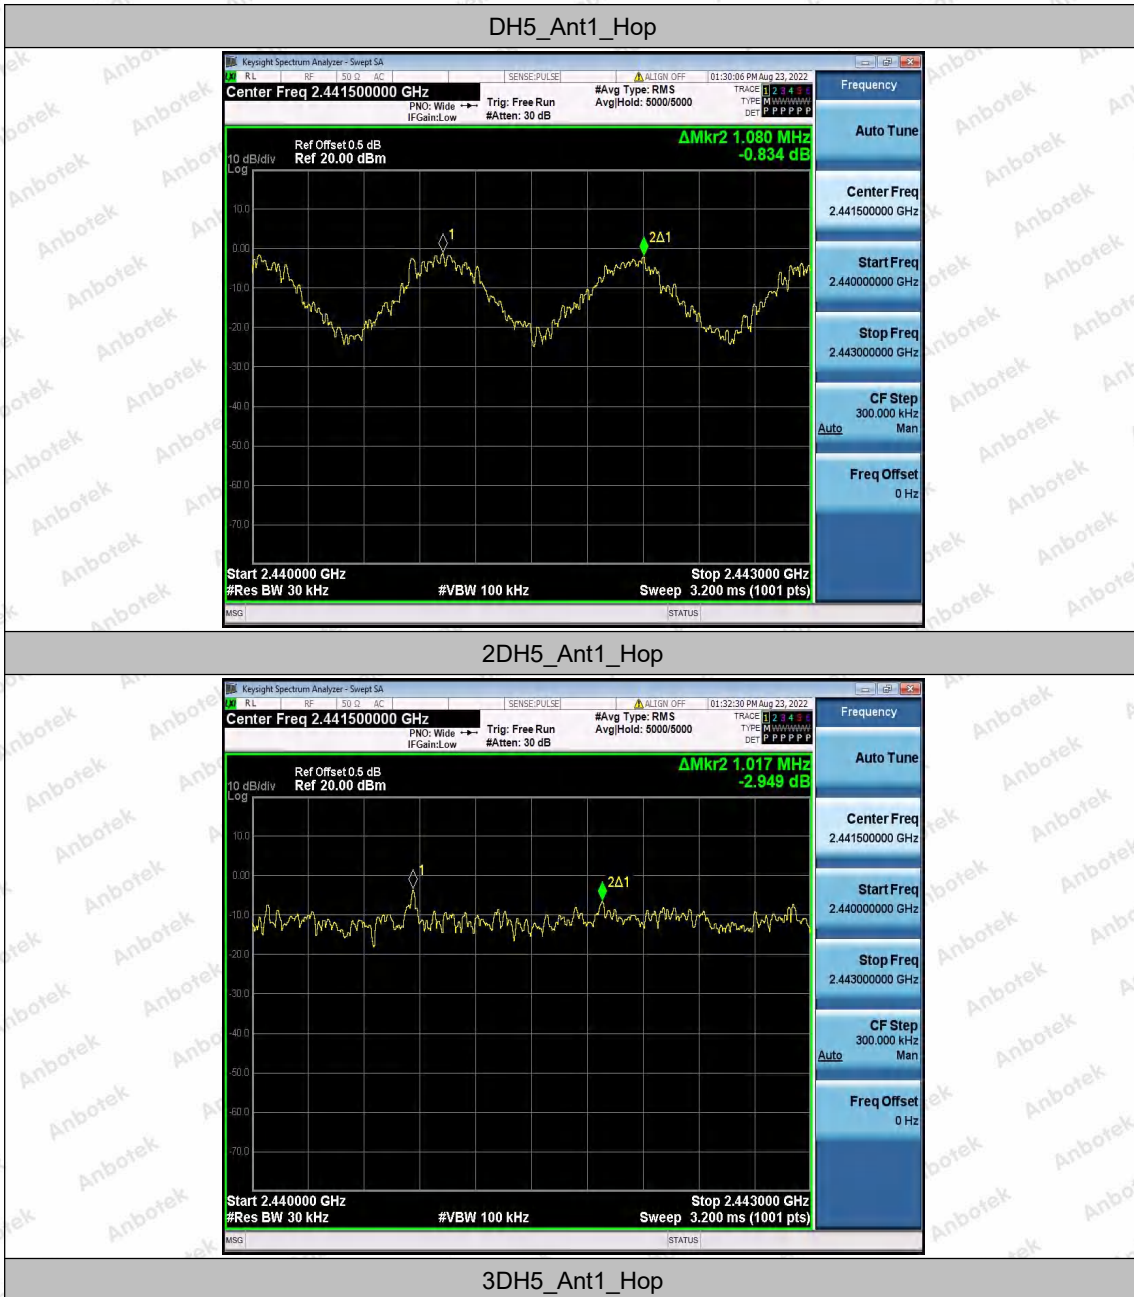 DH5_Ant1_Hop
Keysight Spectrum Analyzer - Swept SA
LXI RL RF 50 Ω AC SENSE:PULSE ALIGN OFF 01:30:06 PM Aug 23, 2022
Center Freq 2.441500000 GHz
PNO: Wide
IFGain:Low
Trig: Free Run
#Atten: 30 dB
#Avg Type: RMS
Avg|Hold: 5000/5000
TRACE 1 2 3 4 5 6
TYPE M WWWWW
DET P P P P P P
ΔMkr2 1.080 MHz
-0.834 dB
Ref Offset 0.5 dB
10 dB/div Ref 20.00 dBm
Log
10.0
0.00
-10.0
-20.0
-30.0
-40.0
-50.0
-60.0
-70.0
1
2Δ1
Start 2.440000 GHz Stop 2.443000 GHz
#Res BW 30 kHz #VBW 100 kHz Sweep 3.200 ms (1001 pts)
MSG STATUS
Frequency
Auto Tune
Center Freq
2.441500000 GHz
Start Freq
2.440000000 GHz
Stop Freq
2.443000000 GHz
CF Step
300.000 kHz
Auto Man
Freq Offset
0 Hz
2DH5_Ant1_Hop
Keysight Spectrum Analyzer - Swept SA
LXI RL RF 50 Ω AC SENSE:PULSE ALIGN OFF 01:32:30 PM Aug 23, 2022
Center Freq 2.441500000 GHz
PNO: Wide
IFGain:Low
Trig: Free Run
#Atten: 30 dB
#Avg Type: RMS
Avg|Hold: 5000/5000
TRACE 1 2 3 4 5 6
TYPE M WWWWW
DET P P P P P P
ΔMkr2 1.017 MHz
-2.949 dB
Ref Offset 0.5 dB
10 dB/div Ref 20.00 dBm
Log
10.0
0.00
-10.0
-20.0
-30.0
-40.0
-50.0
-60.0
-70.0
1
2Δ1
Start 2.440000 GHz Stop 2.443000 GHz
#Res BW 30 kHz #VBW 100 kHz Sweep 3.200 ms (1001 pts)
MSG STATUS
Frequency
Auto Tune
Center Freq
2.441500000 GHz
Start Freq
2.440000000 GHz
Stop Freq
2.443000000 GHz
CF Step
300.000 kHz
Auto Man
Freq Offset
0 Hz
3DH5_Ant1_Hop
Anbotek